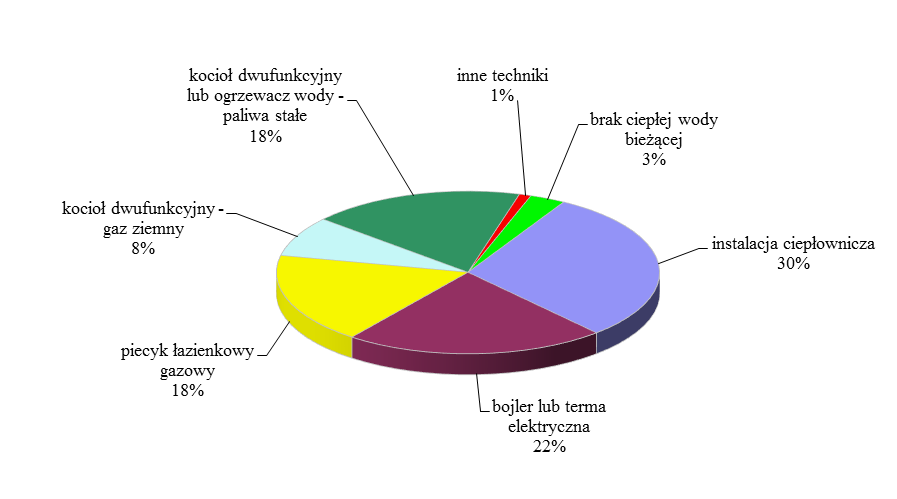 kocioł dwufunkcyjny
lub ogrzewacz wody -
paliwa stałe
18%
inne techniki
1%
brak ciepłej wody
bieżącej
3%
kocioł dwufunkcyjny -
gaz ziemny
8%
instalacja ciepłownicza
30%
piecyk łazienkowy
gazowy
18%
bojler lub terma
elektryczna
22%